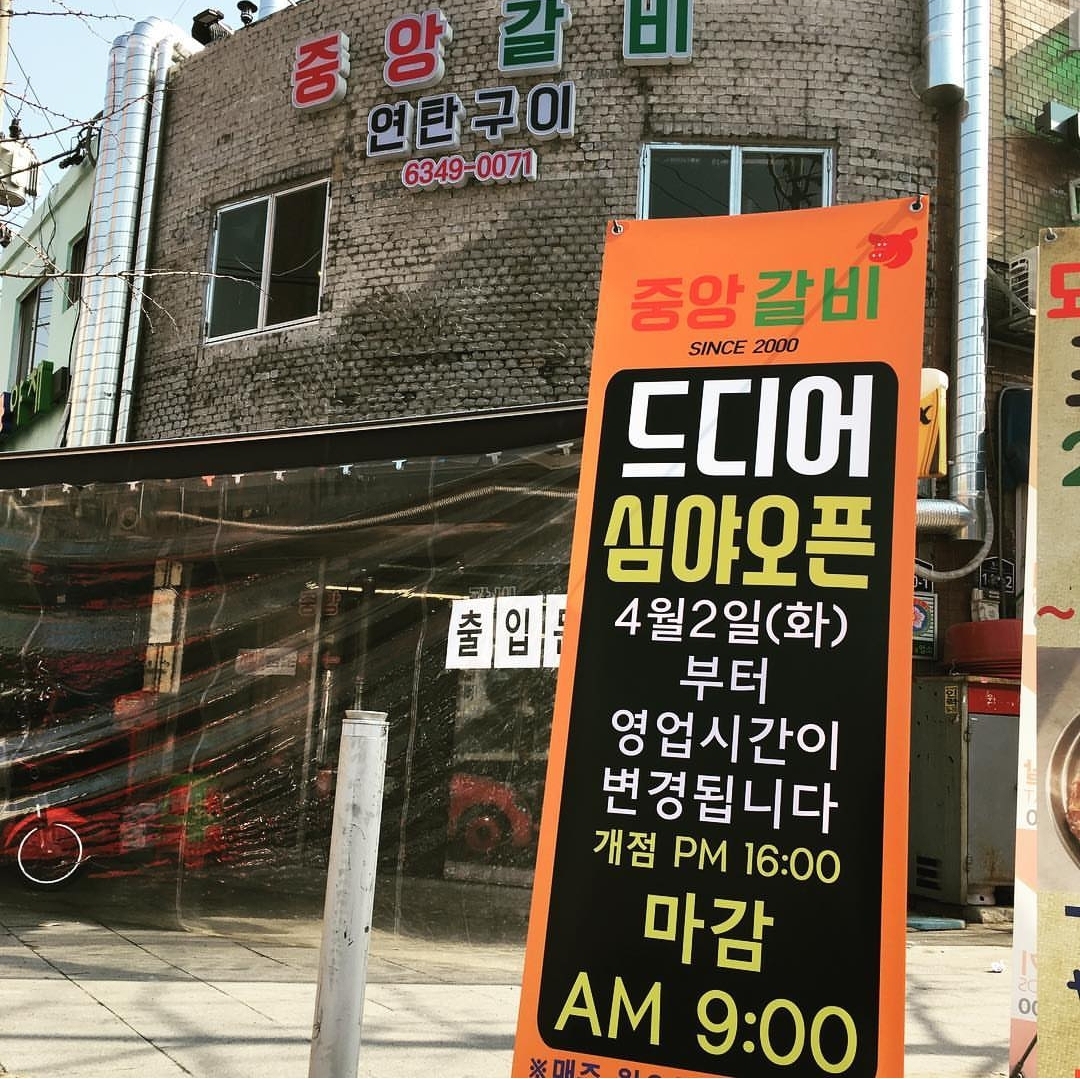 중앙갈비
연탄구이
6349-0071
중앙갈비
SINCE 2000
드디어
심야오픈
4월2일(화)
부터
영업시간이
변경됩니다
개점 PM 16:00
마감
AM 9:00
※매주
출입